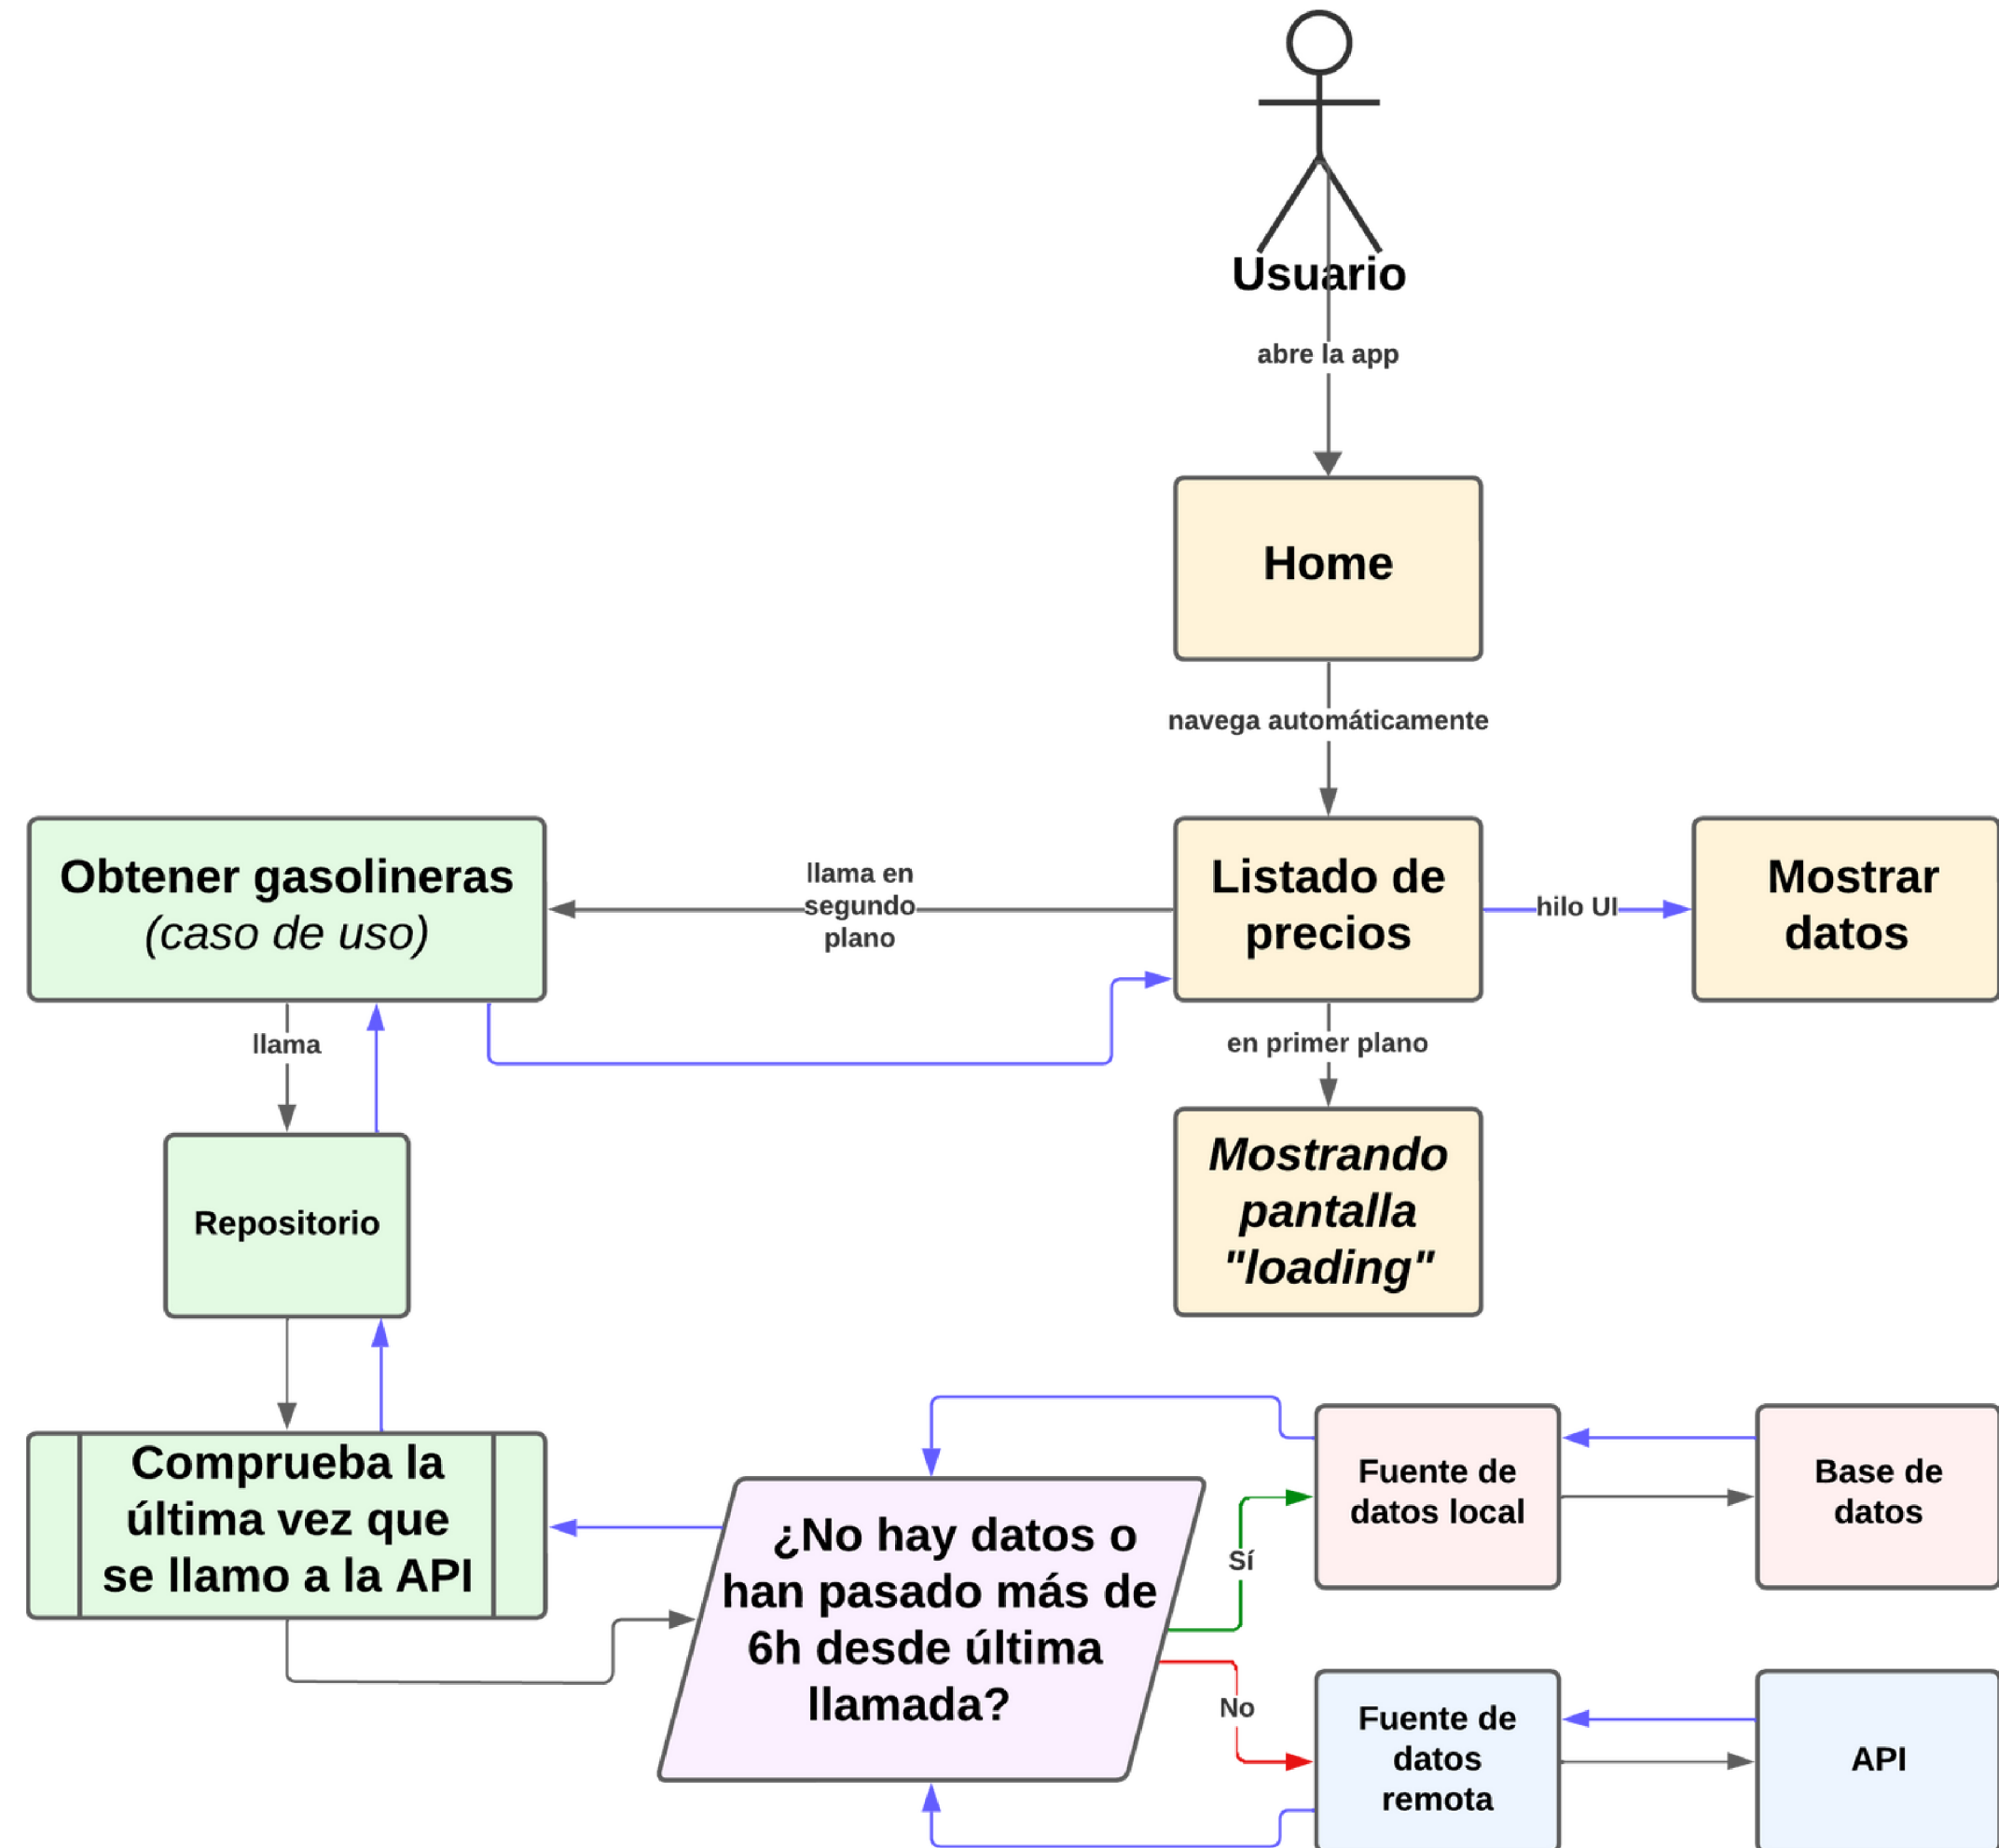 Usuario
abre la app
Home
navega automáticamente
Obtener gasolineras
(caso de uso)
llama en
segundo
plano
Listado de
precios
hilo UI
Mostrar
datos
llama
en primer plano
Mostrando
pantalla
"loading"
Repositorio
Comprueba la
última vez que
se llamo a la API
¿No hay datos o
han pasado más de
6h desde última
llamada?
Sí
No
Fuente de
datos local
Base de
datos
Fuente de
datos
remota
API